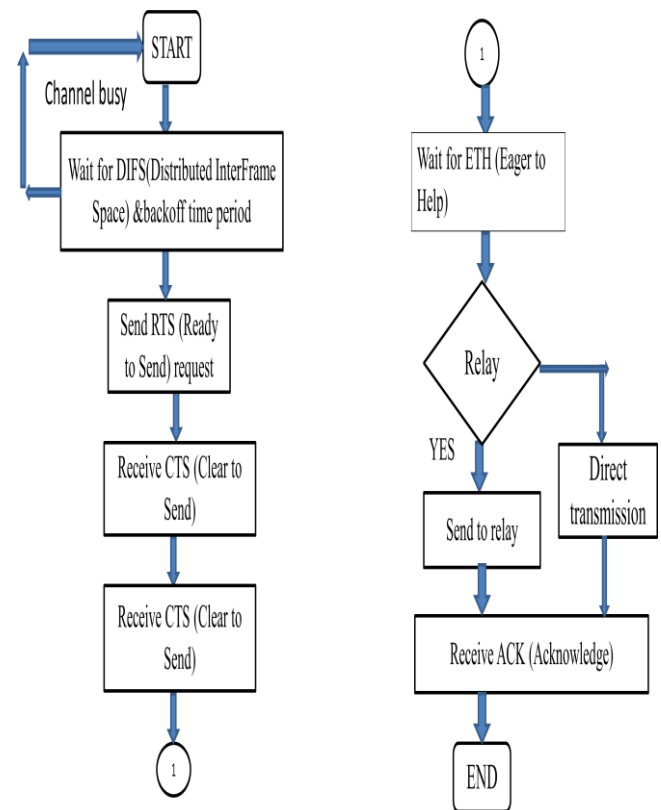 START
Channel busy
Wait for DIFS(Distributed InterFrame
Space) &backoff time period
Send RTS (Ready
to Send) request
Receive CTS (Clear to
Send)
Receive CTS (Clear to
Send)
1
1
Wait for ETH (Eager to
Help)
Relay
YES
Direct
transmission
Send to relay
Receive ACK (Acknowledge)
END